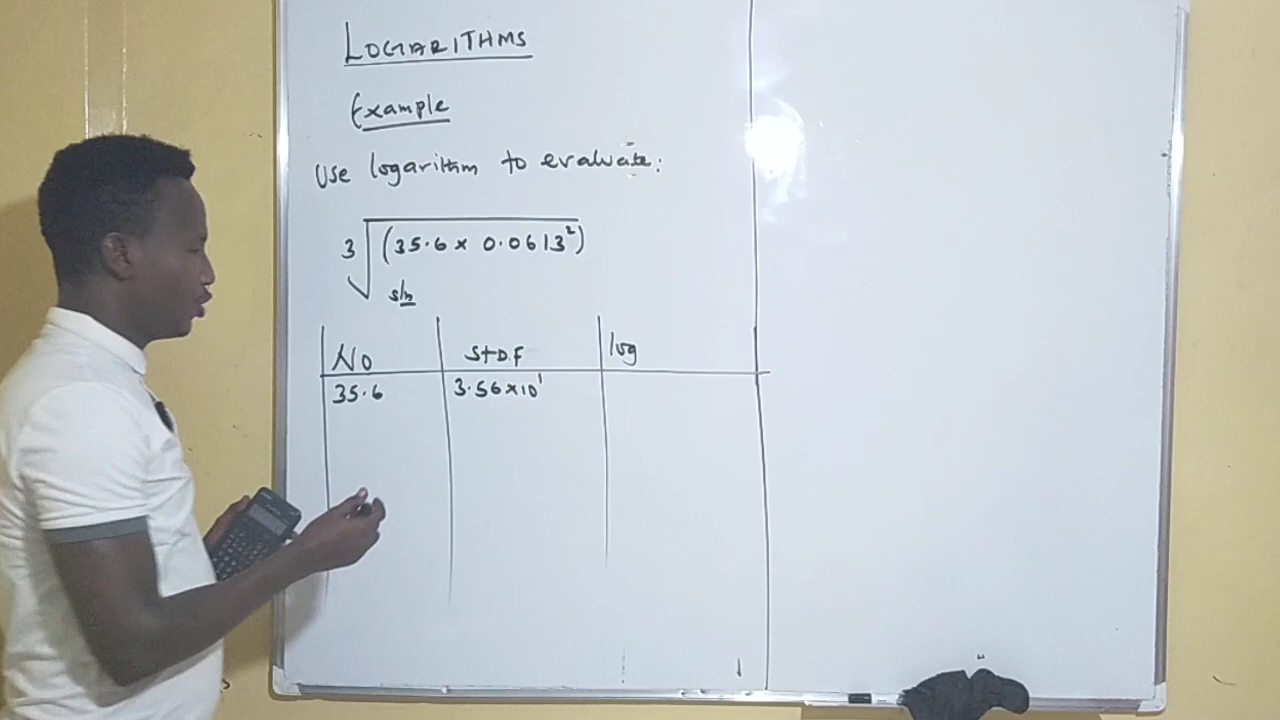 LOGARITHMS
Example
Use logarithm to evaluate:
3√(35.6 × 0.0613²)
sln
No StD.F log
35.6 3.56×10¹